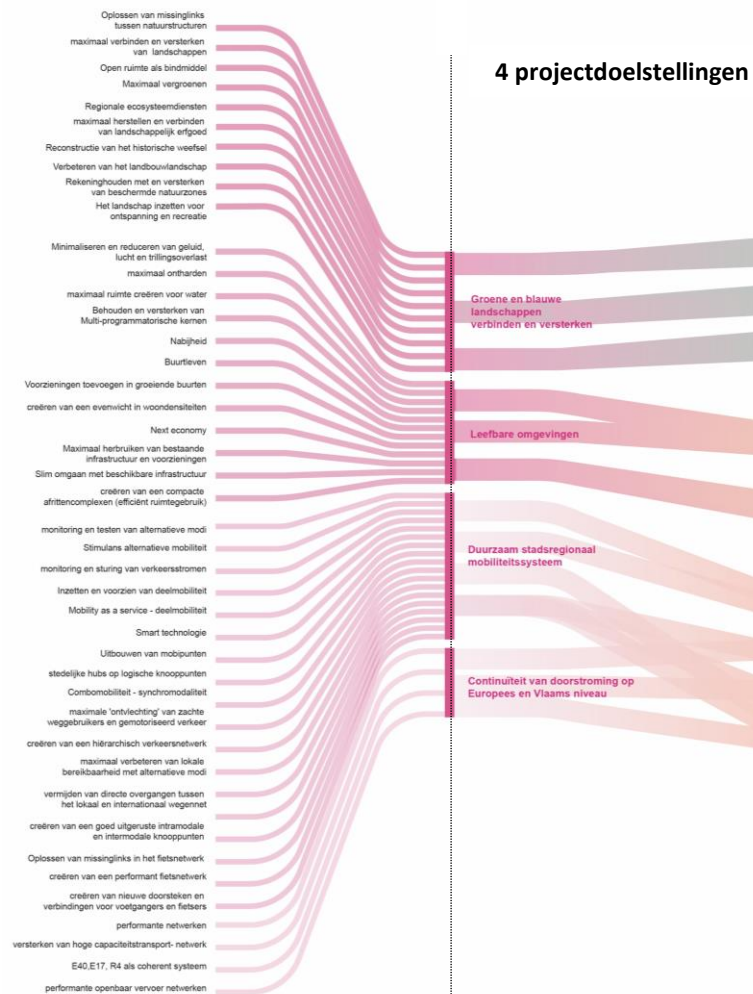 Oplossen van missinglinks
tussen natuurstructuren
maximaal verbinden en versterken
van landschappen
Open ruimte als bindmiddel
Maximaal vergroenen
Regionale ecosysteemdiensten
maximaal herstellen en verbinden
van landschappelijk erfgoed
Reconstructie van het historische weefsel
Verbeteren van het landbouwlandschap
Rekeninghouden met en versterken
van beschermde natuurzones
Het landschap inzetten voor
ontspanning en recreatie
Minimaliseren en reduceren van geluid,
lucht en trillingsoverlast
maximaal ontharden
maximaal ruimte creëren voor water
Behouden en versterken van
Multi-programmatorische kernen
Nabijheid
Buurtleven
Voorzieningen toevoegen in groeiende buurten
creëren van een evenwicht in woondensiteiten
Next economy
Maximaal herbruiken van bestaande
infrastructuur en voorzieningen
Slim omgaan met beschikbare infrastructuur
creëren van een compacte
afrittencomplexen (efficiënt ruimtegebruik)
monitoring en testen van alternatieve modi
Stimulans alternatieve mobiliteit
monitoring en sturing van verkeersstromen
Inzetten en voorzien van deelmobiliteit
Mobility as a service - deelmobiliteit
Smart technologie
Uitbouwen van mobipunten
stedelijke hubs op logische knooppunten
Combomobiliteit - synchromodaliteit
maximale 'ontvlechting' van zachte
weggebruikers en gemotoriseerd verkeer
creëren van een hiërarchisch verkeersnetwerk
maximaal verbeteren van lokale
bereikbaarheid met alternatieve modi
vermijden van directe overgangen tussen
het lokaal en internationaal wegennet
creëren van een goed uitgeruste intramodale
en intermodale knooppunten
Oplossen van missinglinks in het fietsnetwerk
creëren van een performant fietsnetwerk
creëren van nieuwe doorsteken en
verbindingen voor voetgangers en fietsers
performante netwerken
versterken van hoge capaciteitstransport- netwerk
E40,E17, R4 als coherent systeem
performante openbaar vervoer netwerken
4 projectdoelstellingen
Groene en blauwe
landschappen
verbinden en versterken
Leefbare omgevingen
Duurzaam stadsregionaal
mobiliteitssysteem
Continuïteit van doorstroming op
Europees en Vlaams niveau